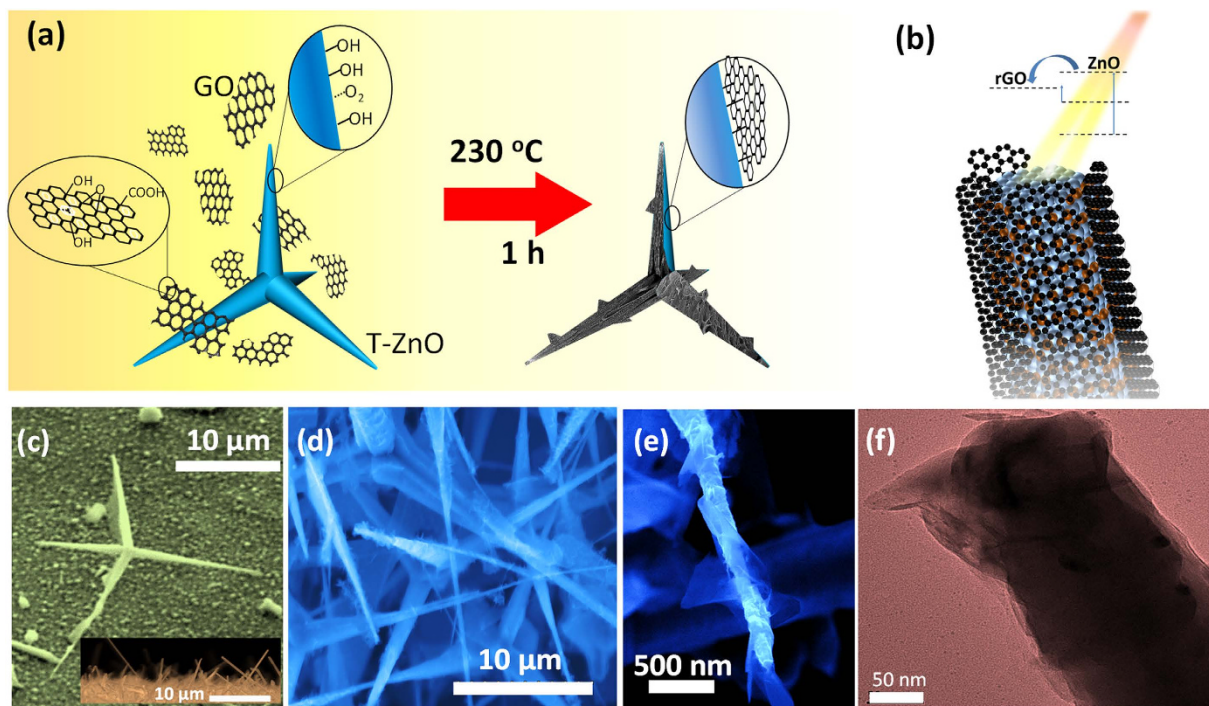 (a)
GO
OH
OH
O₂
OH
OH
O
COOH
OH
T-ZnO
230 °C
1 h
(b)
rGO
ZnO
(c)
10 µm
10 µm
(d)
10 µm
(e)
500 nm
(f)
50 nm